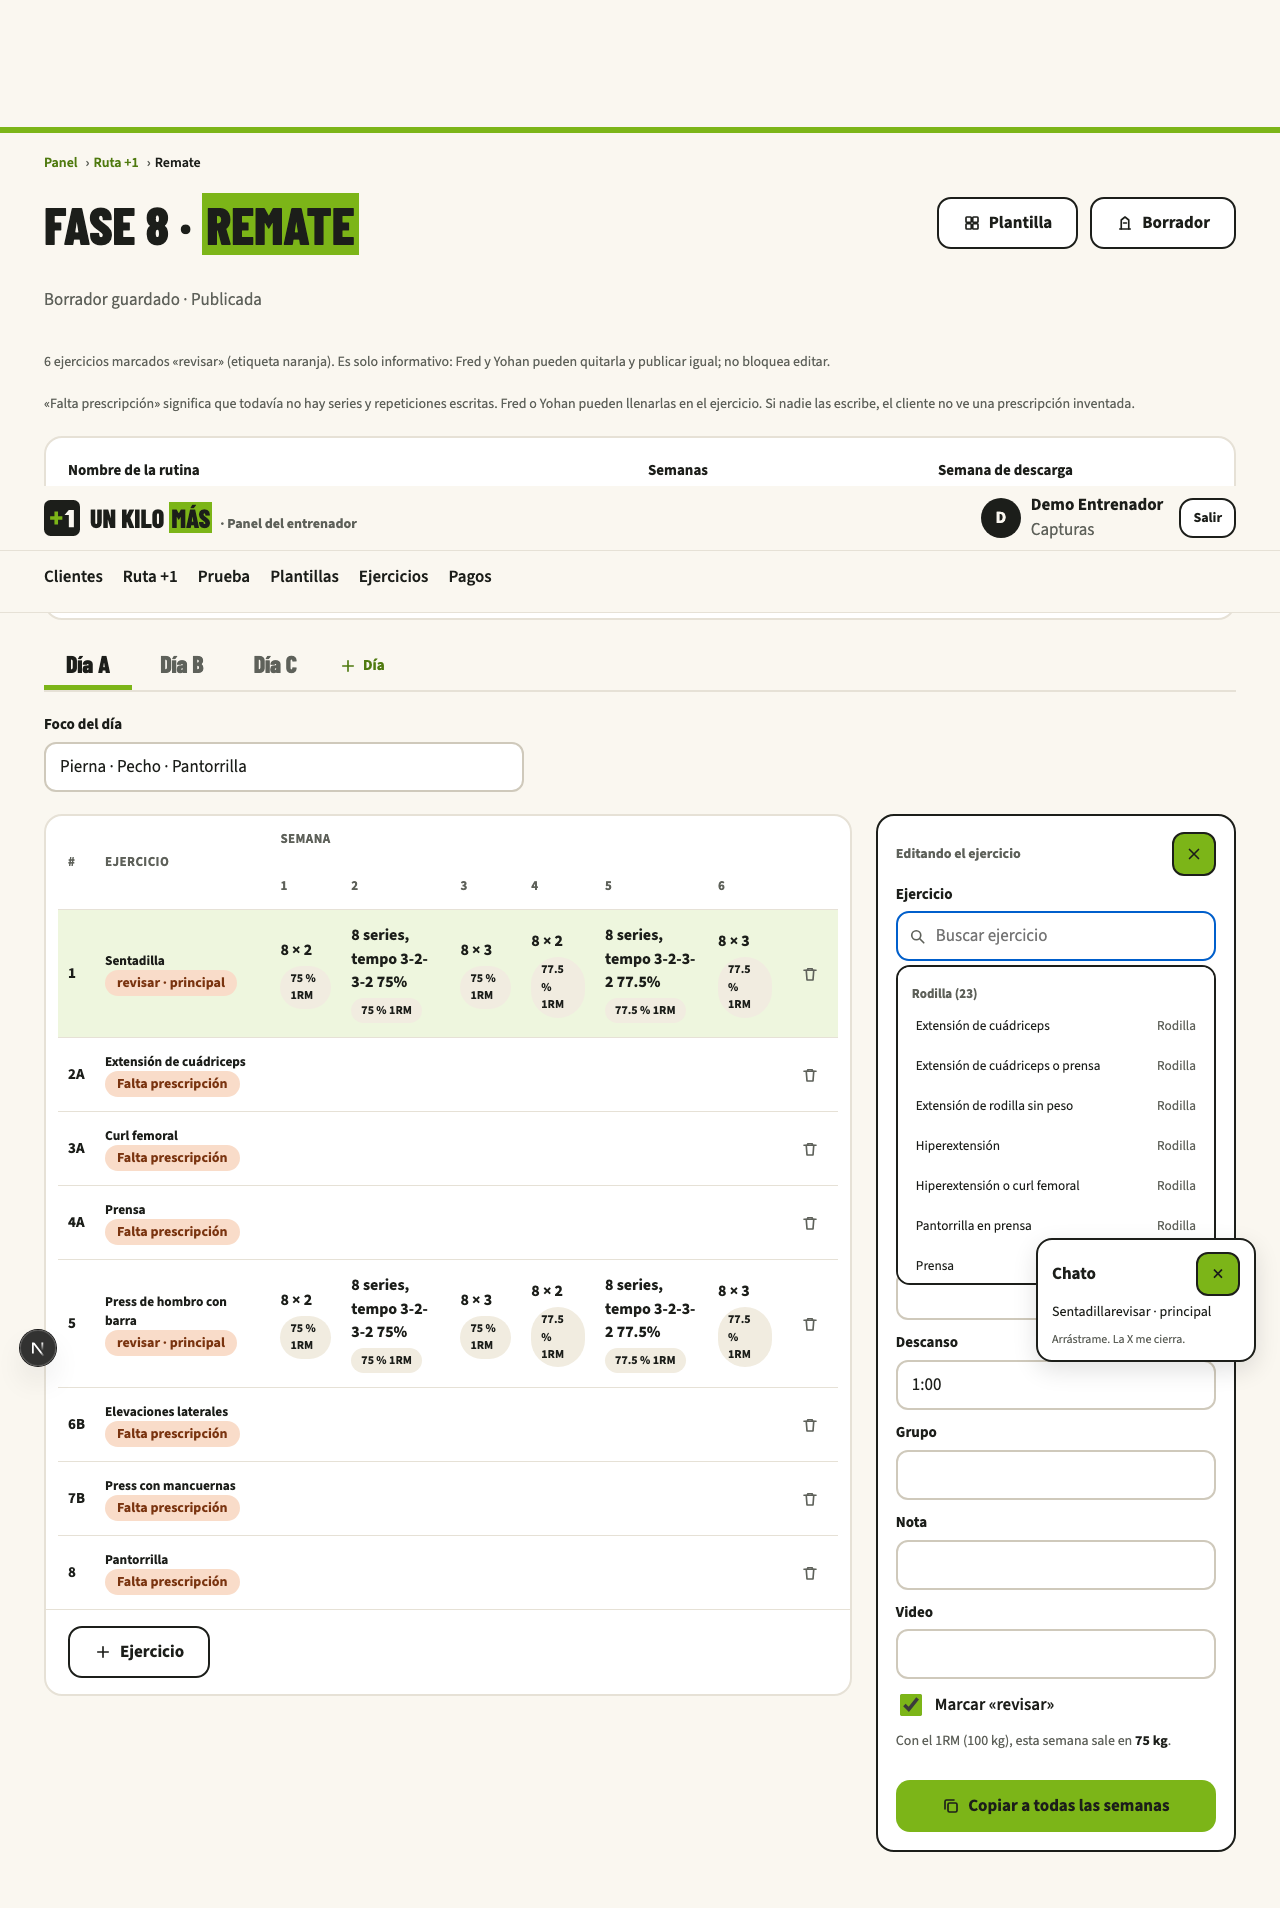 Panel › Ruta +1 › Remate
FASE 8 · REMATE
Plantilla
Borrador
Borrador guardado · Publicada
6 ejercicios marcados «revisar» (etiqueta naranja). Es solo informativo: Fred y Yohan pueden quitarla y publicar igual; no bloquea editar.
«Falta prescripción» significa que todavía no hay series y repeticiones escritas. Fred o Yohan pueden llenarlas en el ejercicio. Si nadie las escribe, el cliente no ve una prescripción inventada.
Nombre de la rutina
Semanas
Semana de descarga
+1 UN KILO MÁS · Panel del entrenador
D
Demo Entrenador
Capturas
Salir
Clientes
Ruta +1
Prueba
Plantillas
Ejercicios
Pagos
Día A
Día B
Día C
+ Día
Foco del día
Pierna · Pecho · Pantorrilla
SEMANA
# EJERCICIO
1 2 3 4 5 6
1
Sentadilla
revisar · principal
8 × 2
75 %
1RM
8 series,
tempo 3-2-
3-2 75%
75 % 1RM
8 × 3
75 %
1RM
8 × 2
77.5
%
1RM
8 series,
tempo 3-2-3-
2 77.5%
77.5 % 1RM
8 × 3
77.5
%
1RM
2A
Extensión de cuádriceps
Falta prescripción
3A
Curl femoral
Falta prescripción
4A
Prensa
Falta prescripción
5
Press de hombro con
barra
revisar · principal
8 × 2
75 %
1RM
8 series,
tempo 3-2-
3-2 75%
75 % 1RM
8 × 3
75 %
1RM
8 × 2
77.5
%
1RM
8 series,
tempo 3-2-3-
2 77.5%
77.5 % 1RM
8 × 3
77.5
%
1RM
N
6B
Elevaciones laterales
Falta prescripción
7B
Press con mancuernas
Falta prescripción
8
Pantorrilla
Falta prescripción
+ Ejercicio
Editando el ejercicio
Ejercicio
Buscar ejercicio
Rodilla (23)
Extensión de cuádriceps Rodilla
Extensión de cuádriceps o prensa Rodilla
Extensión de rodilla sin peso Rodilla
Hiperextensión Rodilla
Hiperextensión o curl femoral Rodilla
Pantorrilla en prensa Rodilla
Prensa
Chato
Sentadillarevisar · principal
Arrástrame. La X me cierra.
Descanso
1:00
Grupo
Nota
Video
Marcar «revisar»
Con el 1RM (100 kg), esta semana sale en 75 kg.
Copiar a todas las semanas